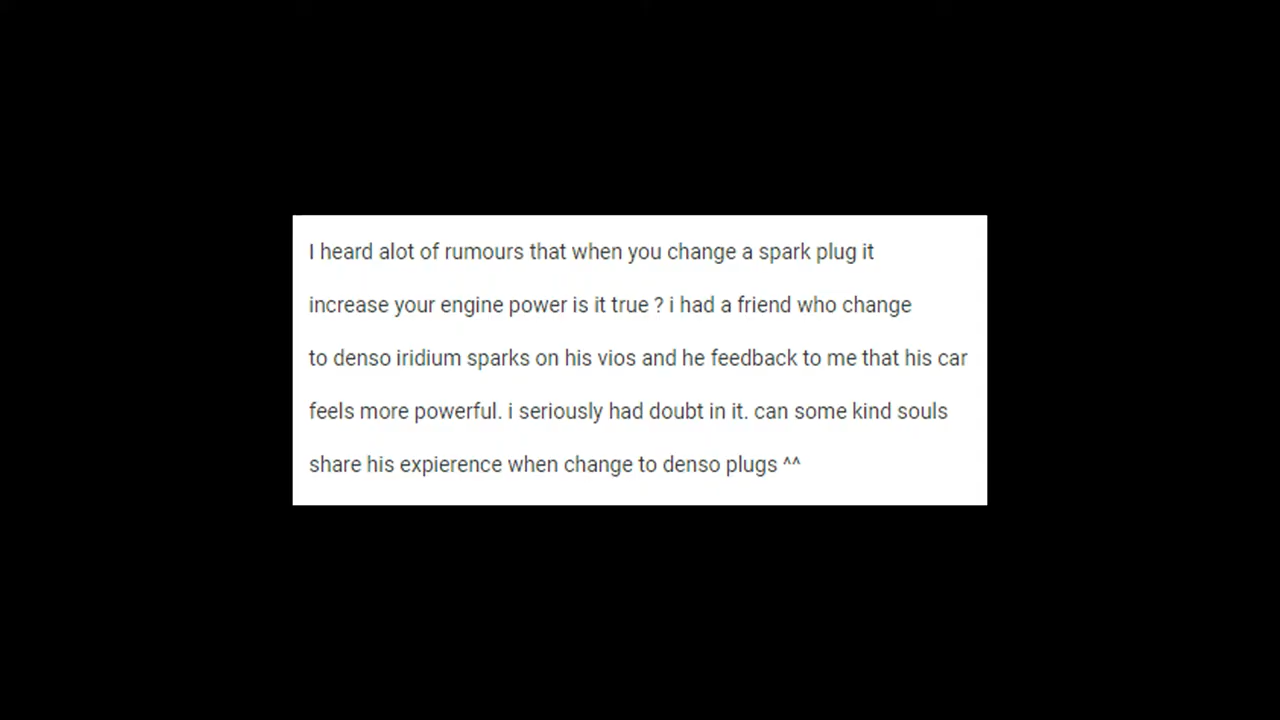 I heard alot of rumours that when you change a spark plug it
increase your engine power is it true ? i had a friend who change
to denso iridium sparks on his vios and he feedback to me that his car
feels more powerful. i seriously had doubt in it. can some kind souls
share his expierence when change to denso plugs ^^